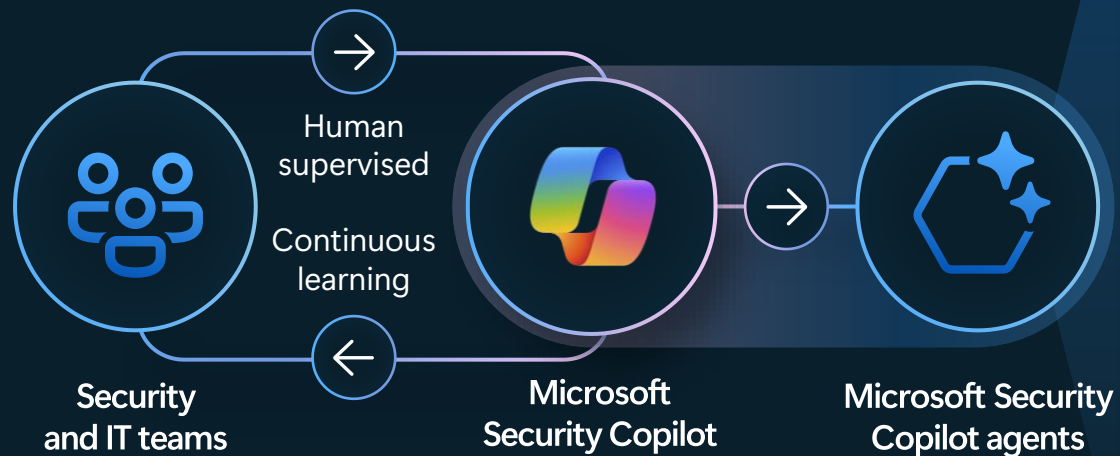 Human
supervised
Continuous
learning
Security
and IT teams
Microsoft
Security Copilot
Microsoft Security
Copilot agents